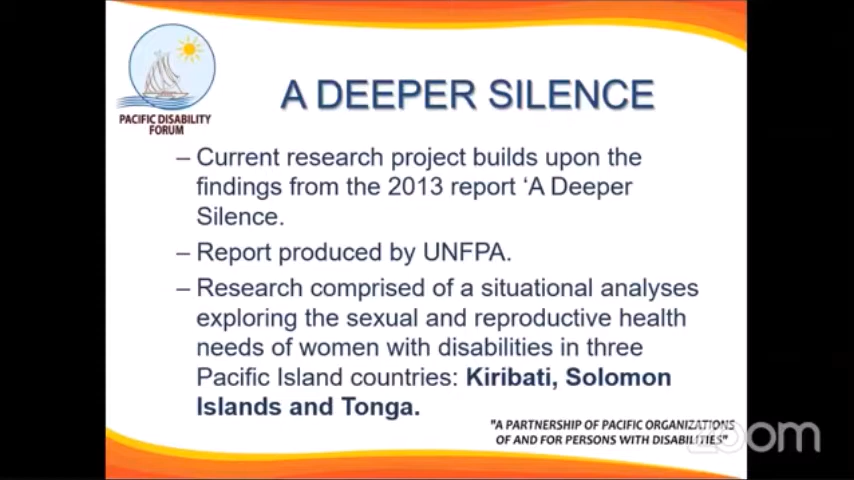 A DEEPER SILENCE
PACIFIC DISABILITY
FORUM
– Current research project builds upon the
findings from the 2013 report ‘A Deeper
Silence.
– Report produced by UNFPA.
– Research comprised of a situational analyses
exploring the sexual and reproductive health
needs of women with disabilities in three
Pacific Island countries: Kiribati, Solomon
Islands and Tonga.
"A PARTNERSHIP OF PACIFIC ORGANIZATIONS
OF AND FOR PERSONS WITH DISABILITIES"
zoom